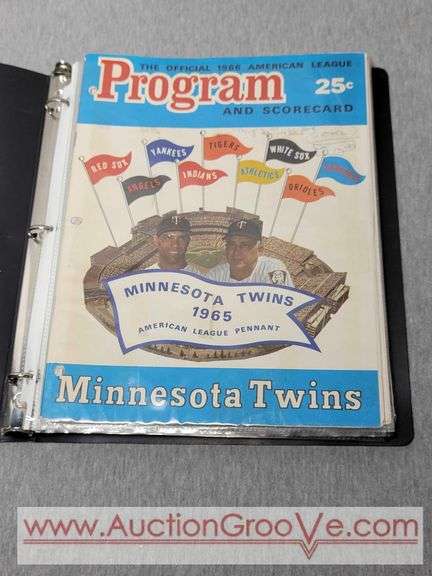 THE OFFICIAL 1966 AMERICAN LEAGUE
Program
25c
AND SCORECARD
RED SOX
YANKEES
TIGERS
WHITE SOX
ANGELS
INDIANS
ATHLETICS
ORIOLES
MINNESOTA TWINS
1965
AMERICAN LEAGUE PENNANT
Minnesota Twins
www.AuctionGrooVe.com